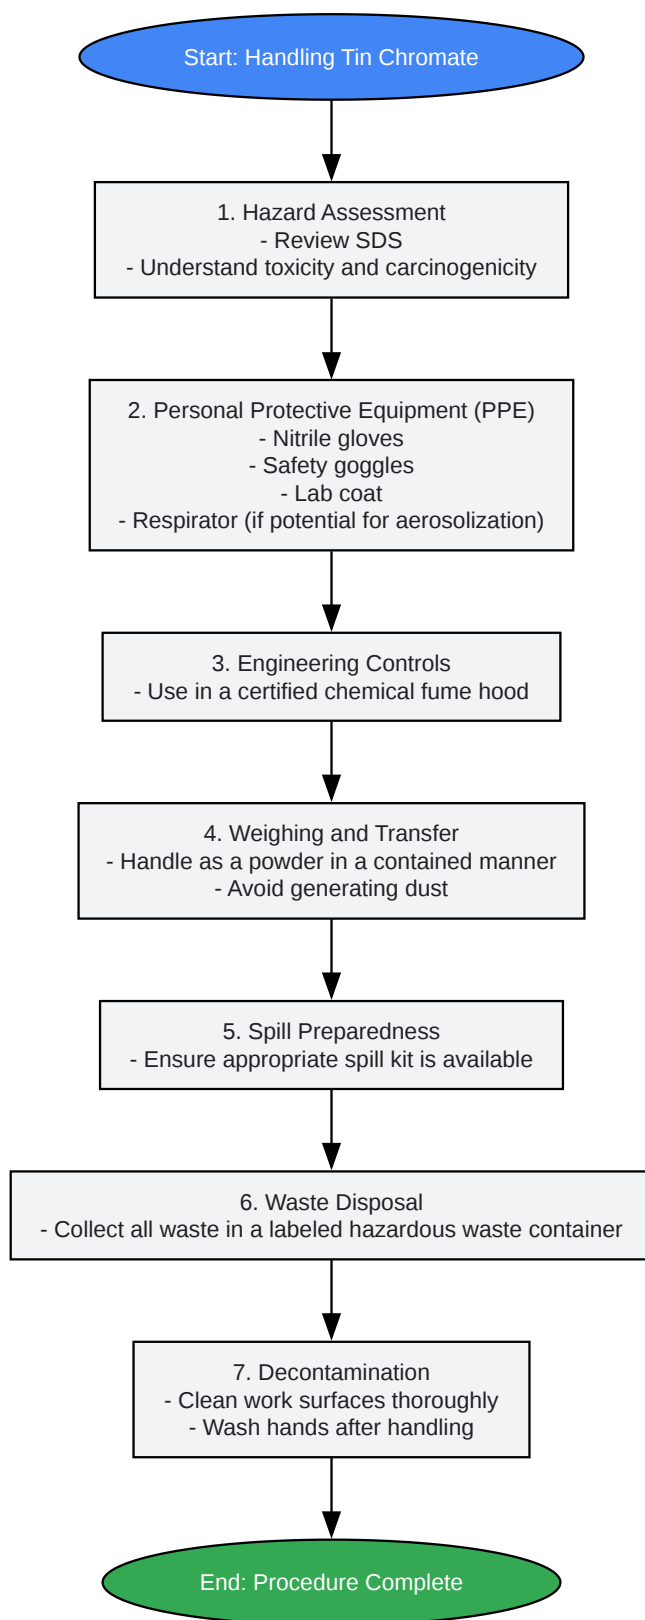 Start: Handling Tin Chromate
1. Hazard Assessment
- Review SDS
- Understand toxicity and carcinogenicity
2. Personal Protective Equipment (PPE)
- Nitrile gloves
- Safety goggles
- Lab coat
- Respirator (if potential for aerosolization)
3. Engineering Controls
- Use in a certified chemical fume hood
4. Weighing and Transfer
- Handle as a powder in a contained manner
- Avoid generating dust
5. Spill Preparedness
- Ensure appropriate spill kit is available
6. Waste Disposal
- Collect all waste in a labeled hazardous waste container
7. Decontamination
- Clean work surfaces thoroughly
- Wash hands after handling
End: Procedure Complete